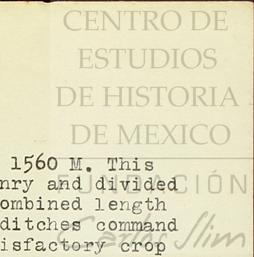 CENTRO DE
ESTUDIOS
DE HISTORIA
DE MEXICO
1560 M. This
nry and divided
FUNDACIÓN
ombined length
ditches command
Carlos Slim
isfactory crop